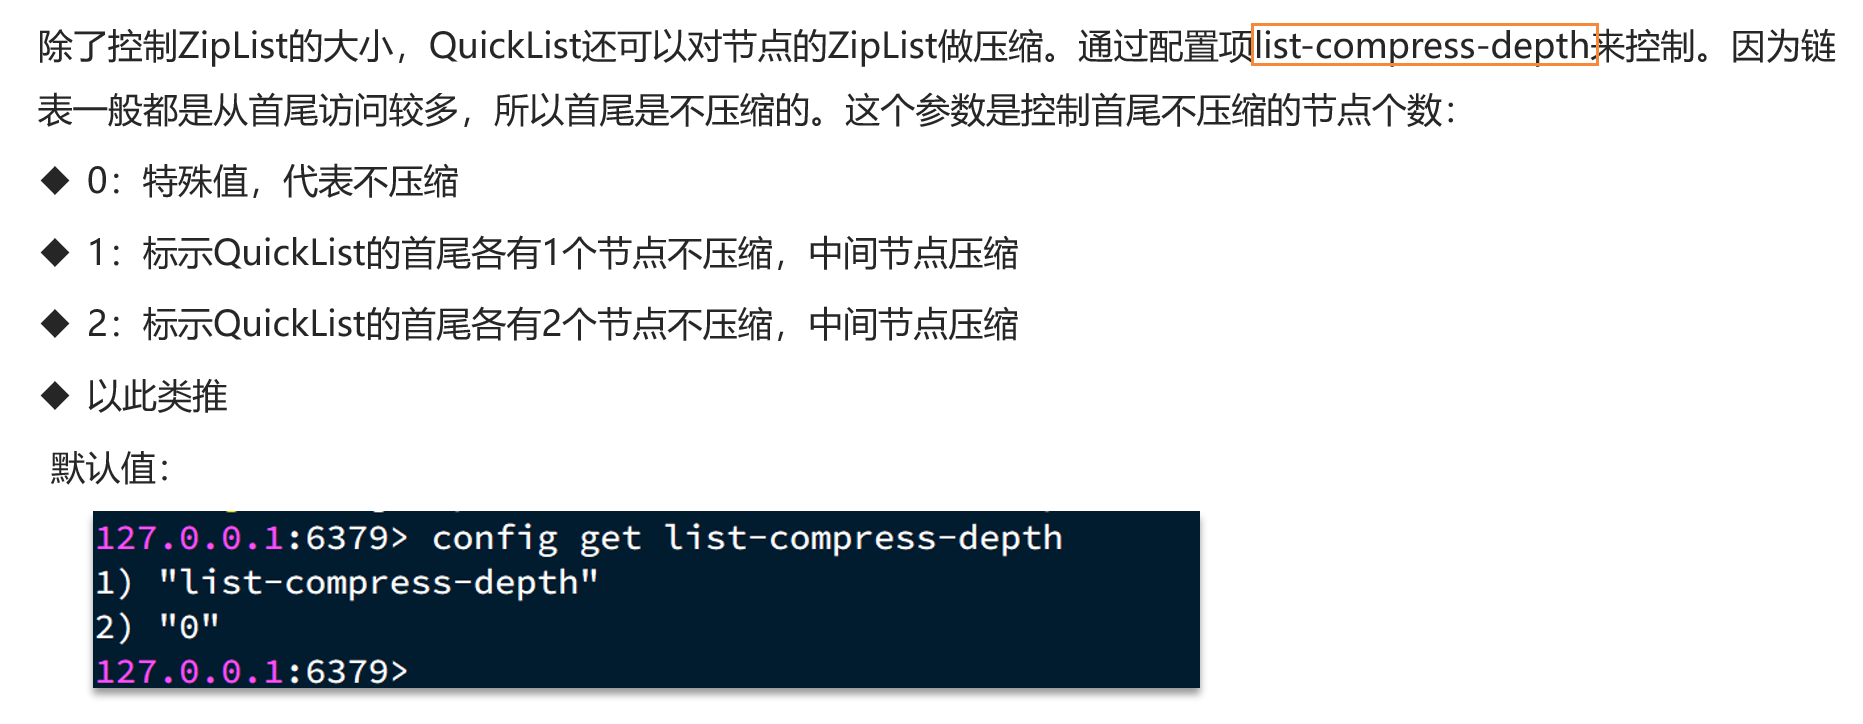 除了控制ZipList的大小，QuickList还可以对节点的ZipList做压缩。通过配置项list-compress-depth来控制。因为链
表一般都是从首尾访问较多，所以首尾是不压缩的。这个参数是控制首尾不压缩的节点个数：
◆ 0：特殊值，代表不压缩
◆ 1：标示QuickList的首尾各有1个节点不压缩，中间节点压缩
◆ 2：标示QuickList的首尾各有2个节点不压缩，中间节点压缩
◆ 以此类推
默认值：
127.0.0.1:6379> config get list-compress-depth
1) "list-compress-depth"
2) "0"
127.0.0.1:6379>